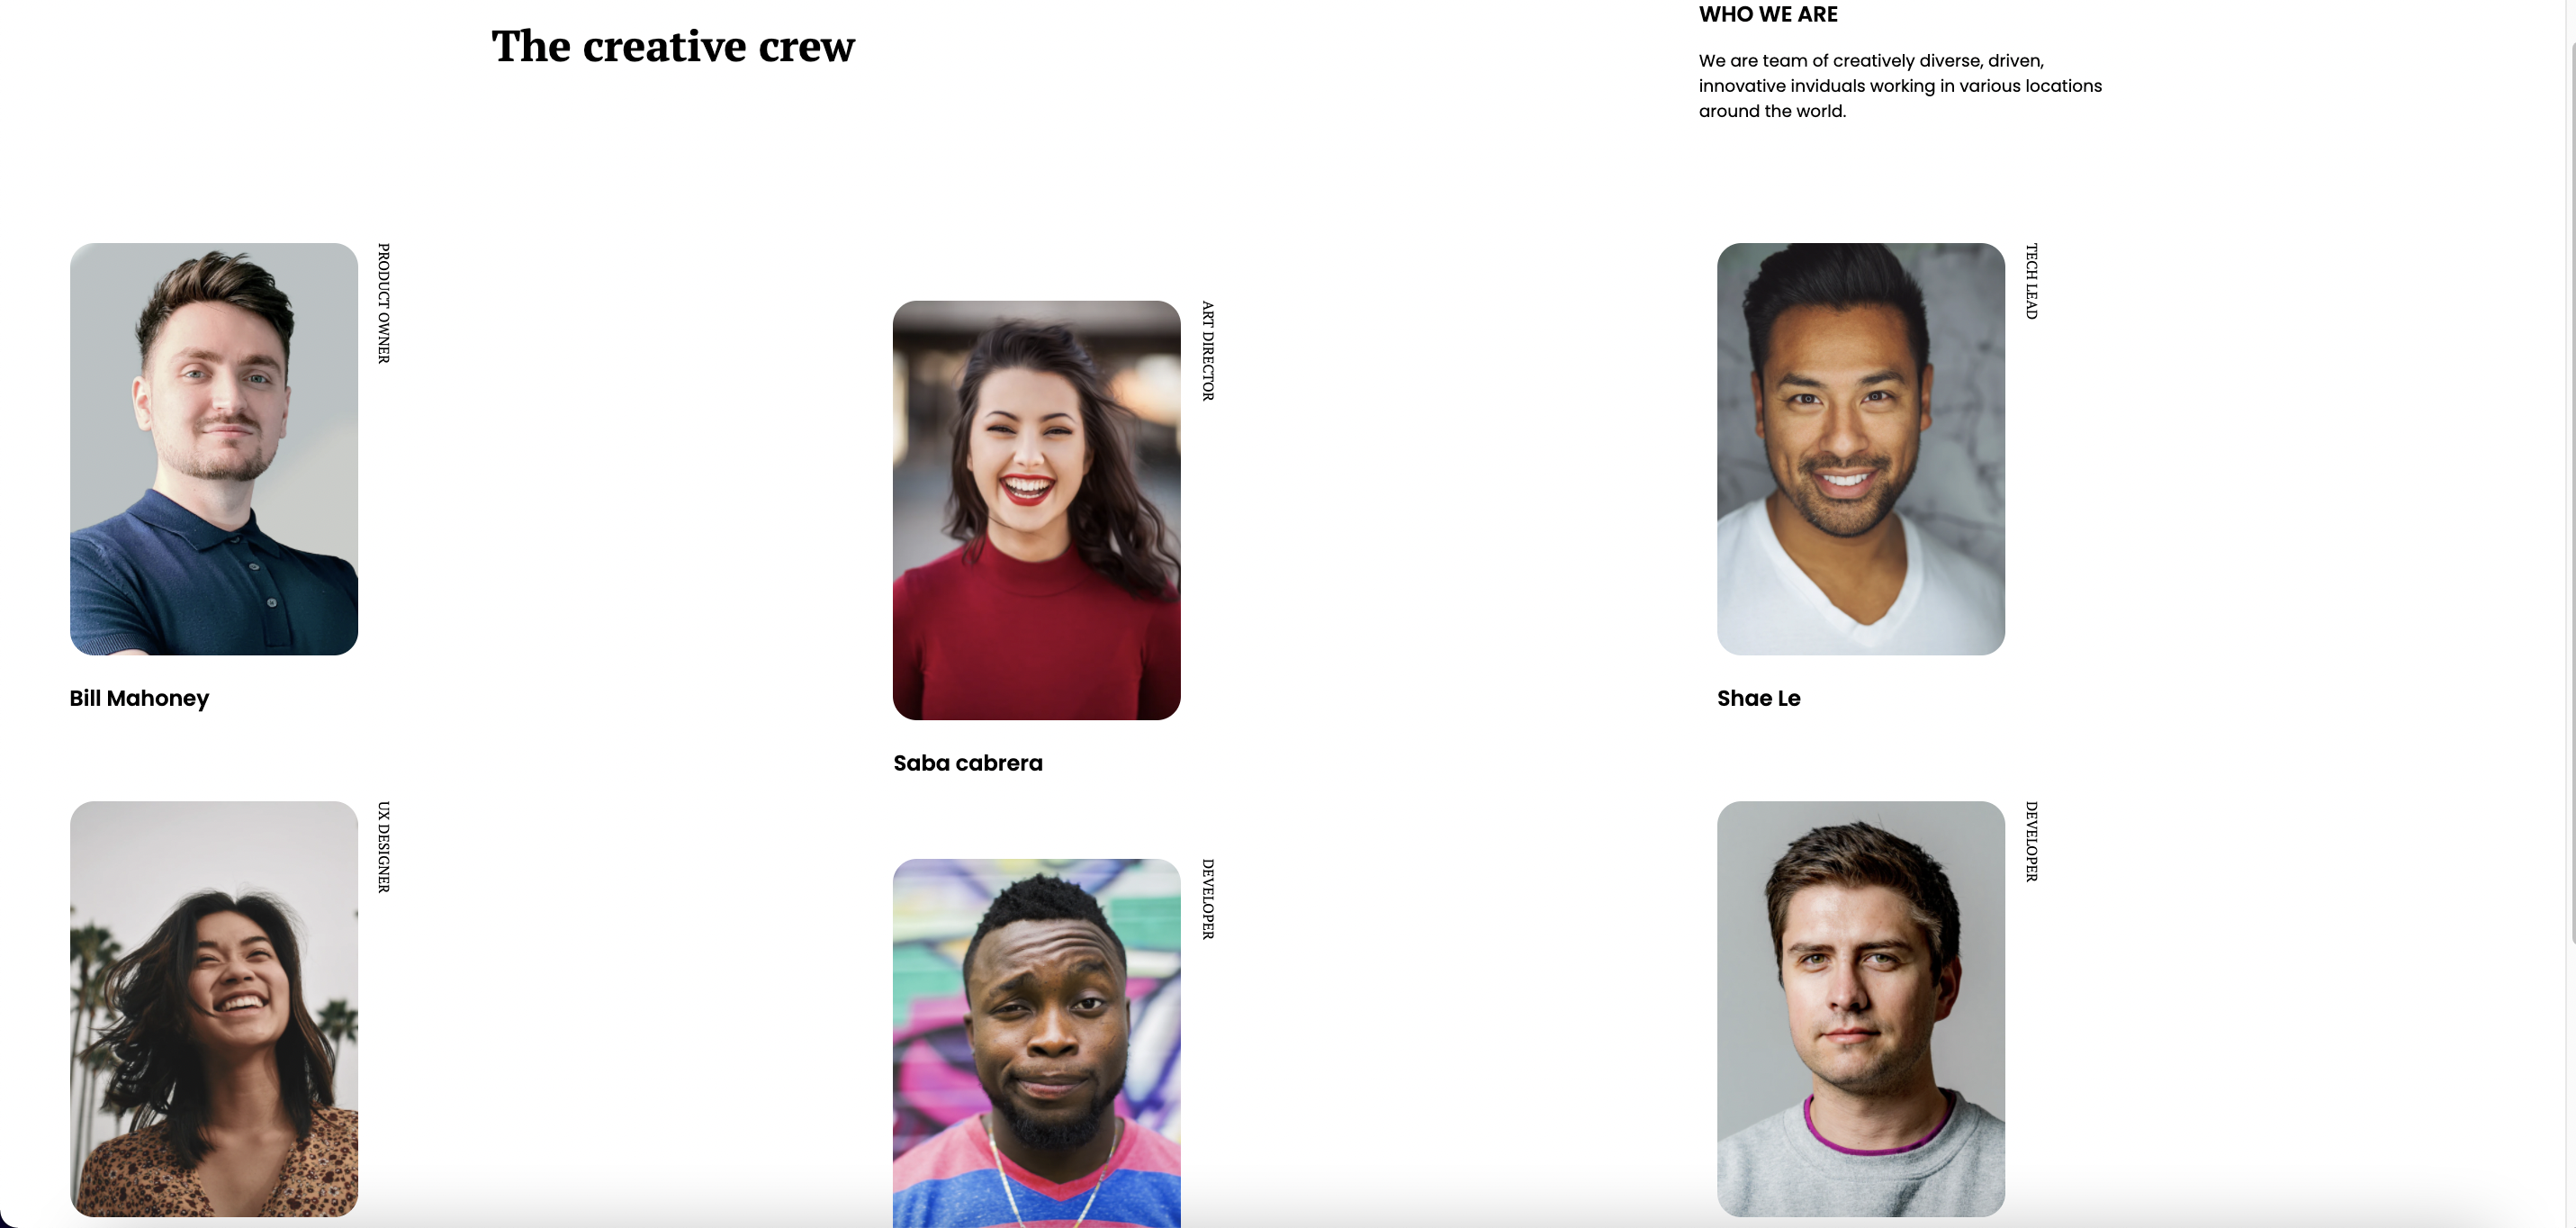 The creative crew
WHO WE ARE
We are team of creatively diverse, driven,
innovative inviduals working in various locations
around the world.
PRODUCT OWNER
Bill Mahoney
ART DIRECTOR
Saba cabrera
TECH LEAD
Shae Le
UX DESIGNER
DEVELOPER
DEVELOPER